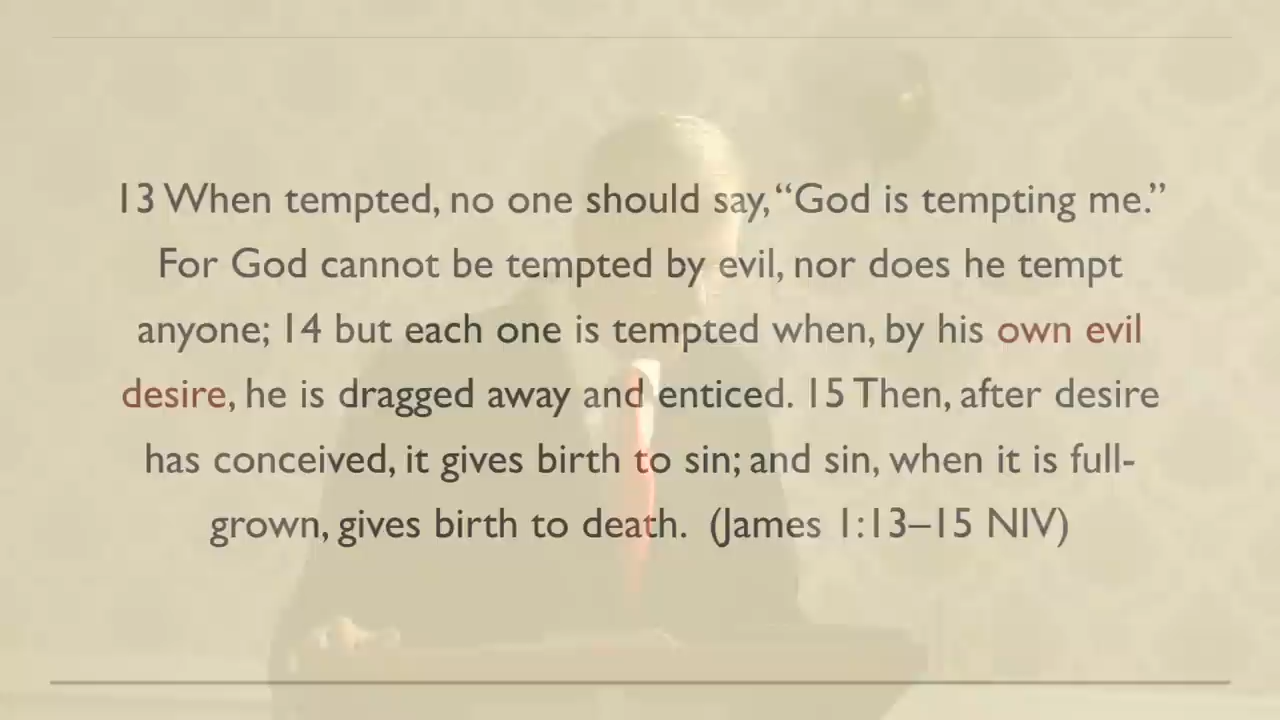 13 When tempted, no one should say, “God is tempting me.”
For God cannot be tempted by evil, nor does he tempt
anyone; 14 but each one is tempted when, by his own evil
desire, he is dragged away and enticed. 15 Then, after desire
has conceived, it gives birth to sin; and sin, when it is full-
grown, gives birth to death.  (James 1:13–15 NIV)